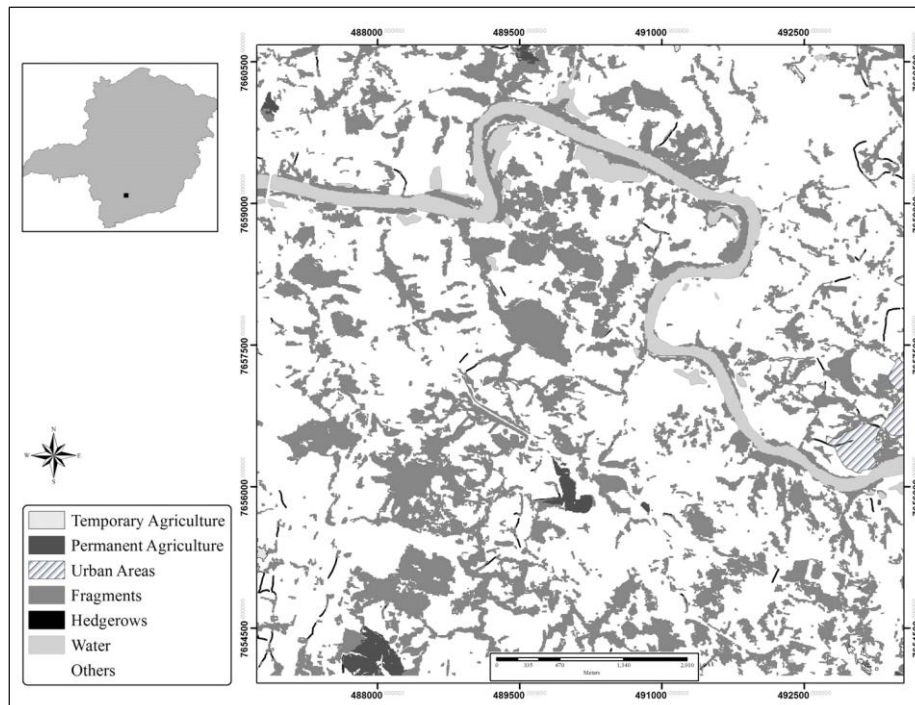 488000
489500
491000
492500
7660500
7659000
7659000
7657500
7656000
7654500
N
W
E
S
Temporary Agriculture
Permanent Agriculture
Urban Areas
Fragments
Hedgerows
Water
Others
0 335 670 1,340 2,010
Meters
488000
489500
491000
492500